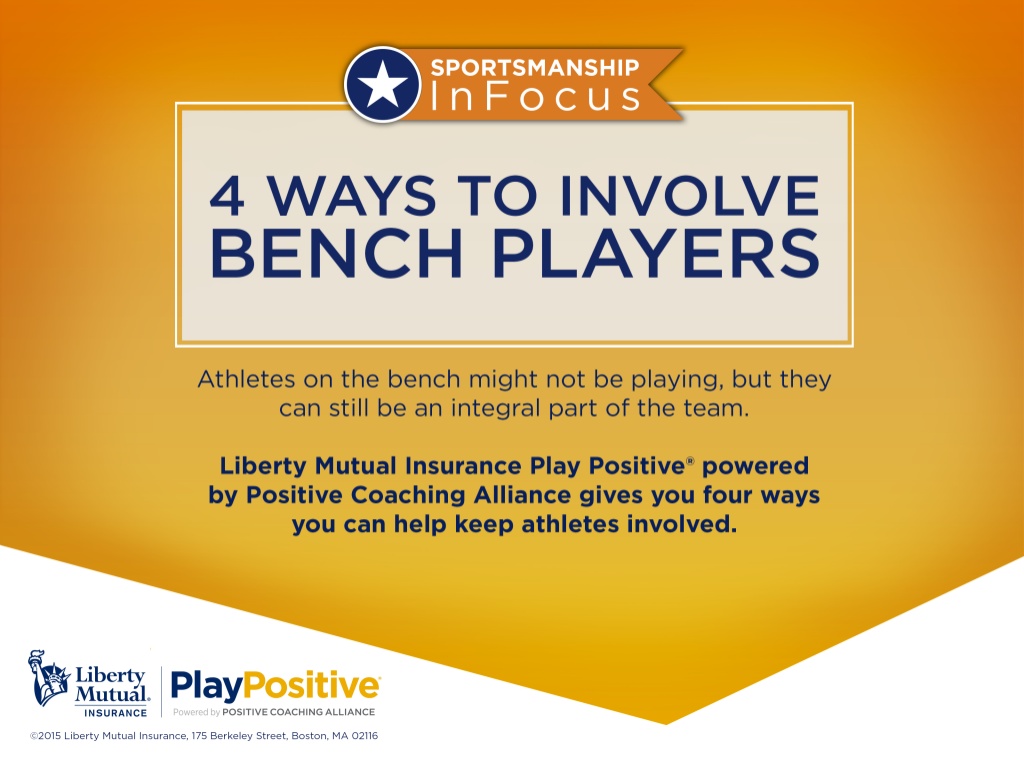 SPORTSMANSHIP
InFocus
4 WAYS TO INVOLVE
BENCH PLAYERS
Athletes on the bench might not be playing, but they
can still be an integral part of the team.
Liberty Mutual Insurance Play Positive® powered
by Positive Coaching Alliance gives you four ways
you can help keep athletes involved.
Liberty
Mutual.
INSURANCE
PlayPositive®
Powered by POSITIVE COACHING ALLIANCE
©2015 Liberty Mutual Insurance, 175 Berkeley Street, Boston, MA 02116